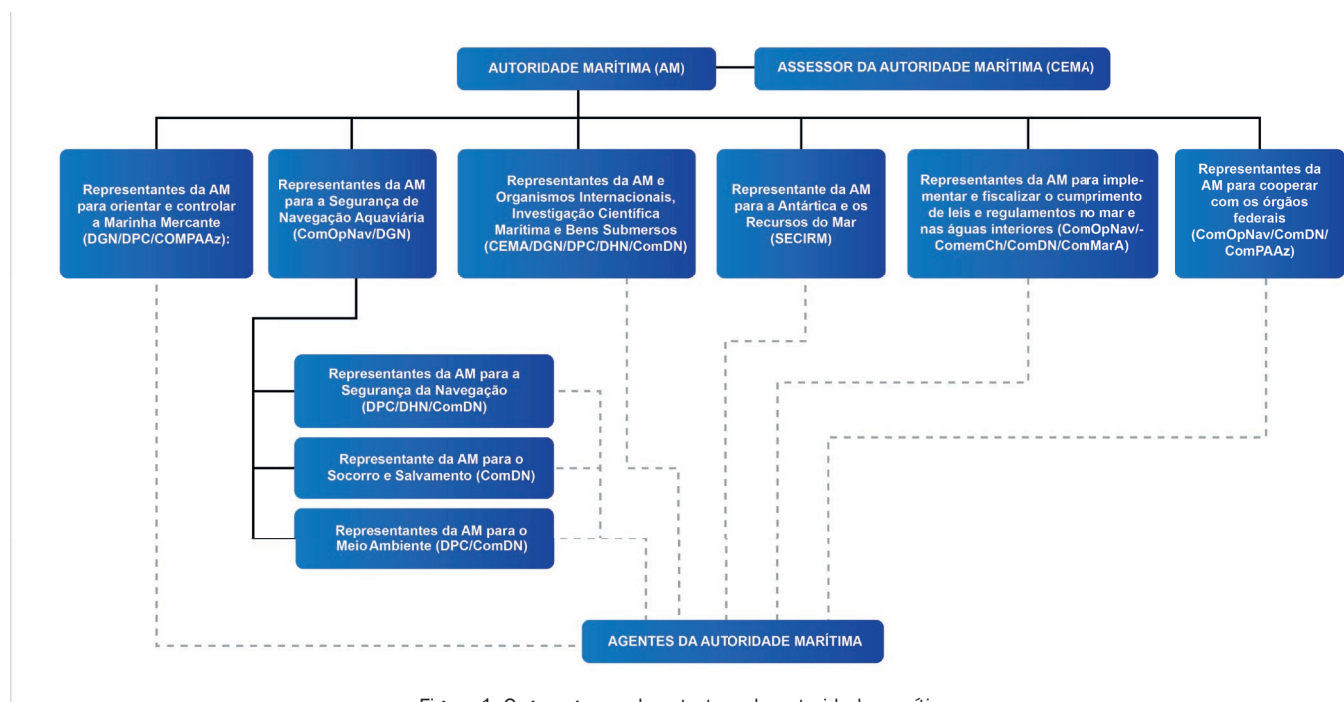 AUTORIDADE MARÍTIMA (AM)
ASSESSOR DA AUTORIDADE MARÍTIMA (CEMA)
Representantes da AM
para orientar e controlar
a Marinha Mercante
(DGN/DPC/COMPAAz):
Representantes da AM
para a Segurança de
Navegação Aquaviária
(ComOpNav/DGN)
Representantes da AM e
Organismos Internacionais,
Investigação Científica
Marítima e Bens Submersos
(CEMA/DGN/DPC/DHN/ComDN)
Representante da AM
para a Antártica e os
Recursos do Mar
(SECIRM)
Representantes da AM para imple-
mentar e fiscalizar o cumprimento
de leis e regulamentos no mar e
nas águas interiores (ComOpNav/-
ComemCh/ComDN/ComMarA)
Representantes da
AM para cooperar
com os órgãos
federais
(ComOpNav/ComDN/
ComPAAz)
Representantes da AM para a
Segurança da Navegação
(DPC/DHN/ComDN)
Representante da AM para o
Socorro e Salvamento (ComDN)
Representantes da AM para o
Meio Ambiente (DPC/ComDN)
AGENTES DA AUTORIDADE MARÍTIMA